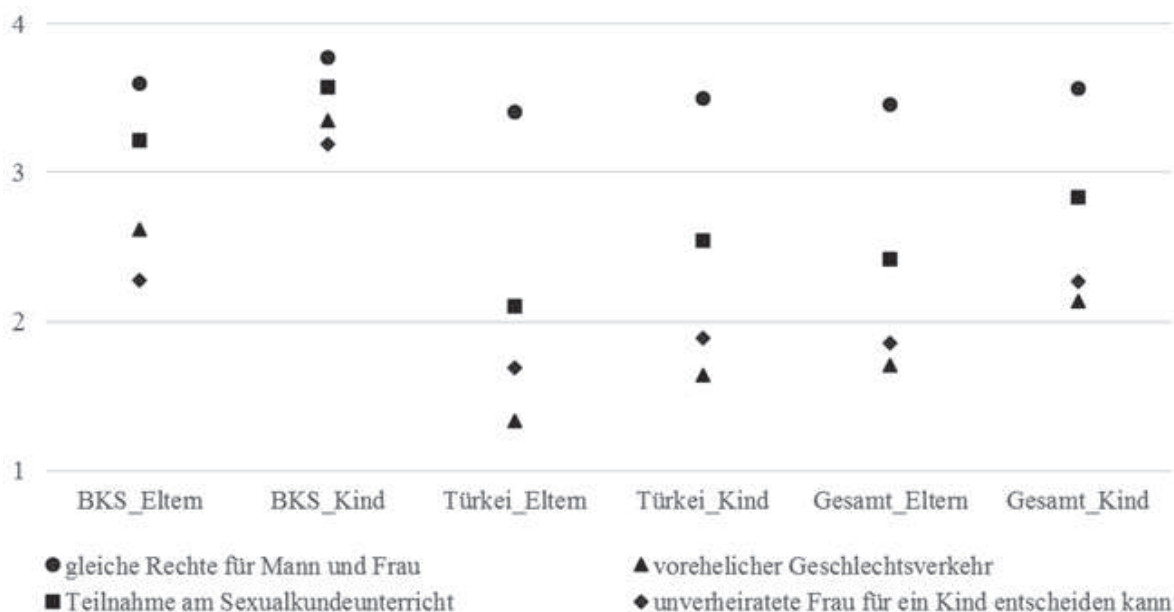 4
3
2
1
BKS_Eltern BKS_Kind Türkei_Eltern Türkei_Kind Gesamt_Eltern Gesamt_Kind
gleiche Rechte für Mann und Frau vorehelicher Geschlechtsverkehr
Teilnahme am Sexualkundeunterricht unverheiratete Frau für ein Kind entscheiden kann